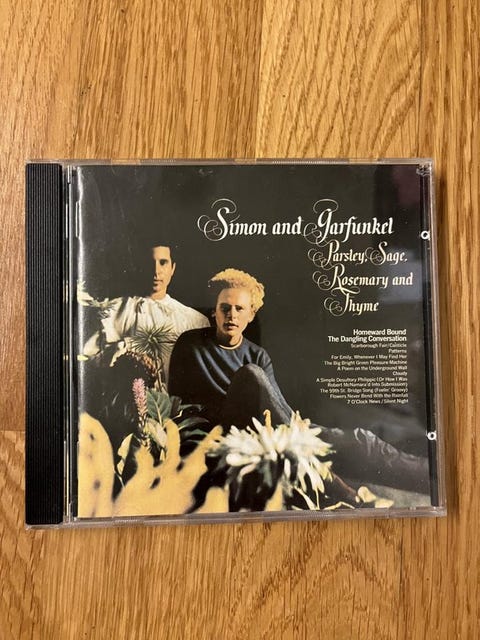 Simon and Garfunkel
Parsley, Sage,
Rosemary and
Thyme
Homeward Bound
The Dangling Conversation
Scarborough Fair/Canticle
Patterns
For Emily, Whenever I May Find Her
The Big Bright Green Pleasure Machine
A Poem on the Underground Wall
Cloudy
A Simple Desultory Philippic (Or How I Was
Robert McNamara'd Into Submission)
The 59th St. Bridge Song (Feelin' Groovy)
Flowers Never Bend With the Rainfall
7 O'Clock News / Silent Night